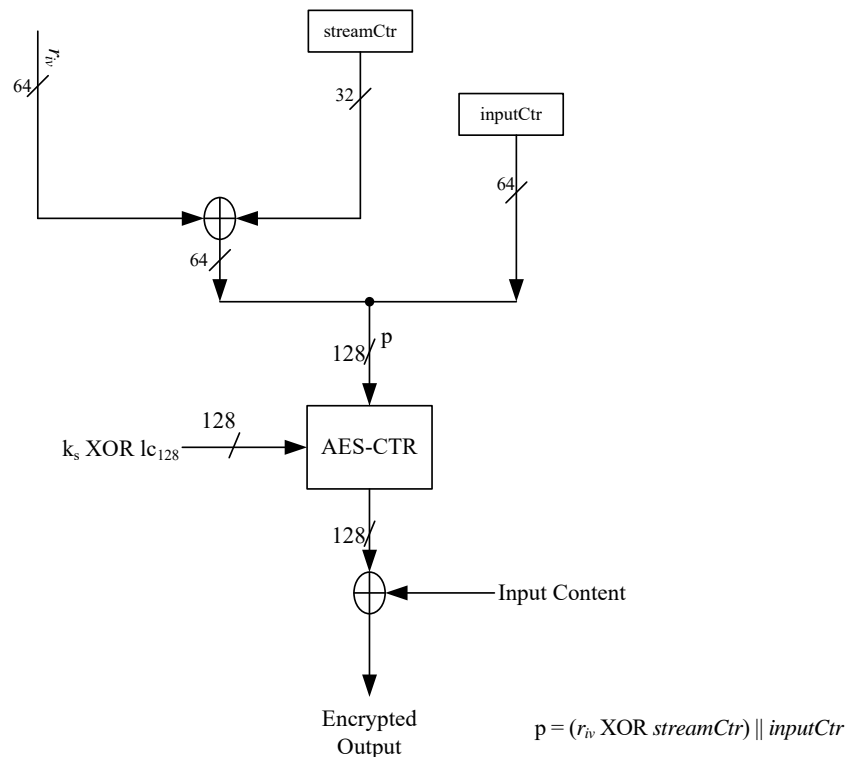 streamCtr
r_iv
64
32
inputCtr
64
64
p
128
128
k_s XOR lc_128
AES-CTR
128
Input Content
Encrypted
Output
p = (r_iv XOR streamCtr) || inputCtr